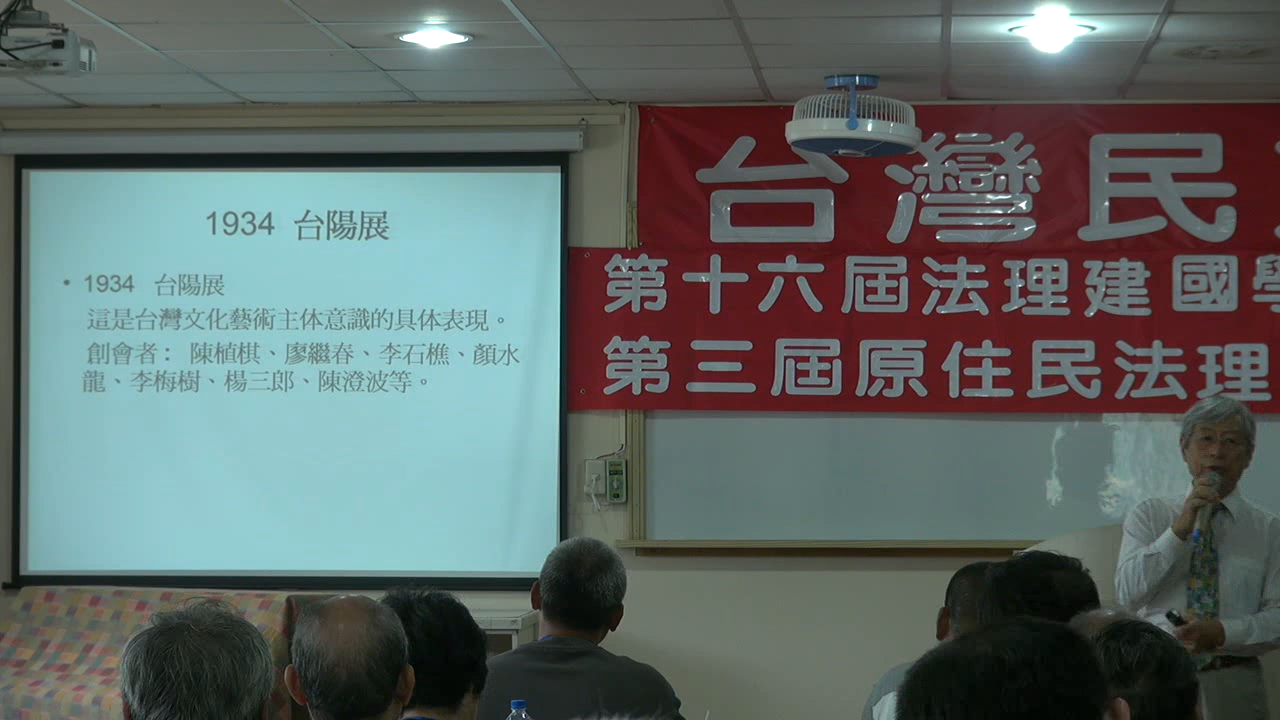 1934 台陽展
• 1934 台陽展
這是台灣文化藝術主体意識的具体表現。
創會者： 陳植棋、廖繼春、李石樵、顏水
龍、李梅樹、楊三郎、陳澄波等。
台灣民
第十六屆法理建國學
第三屆原住民法理